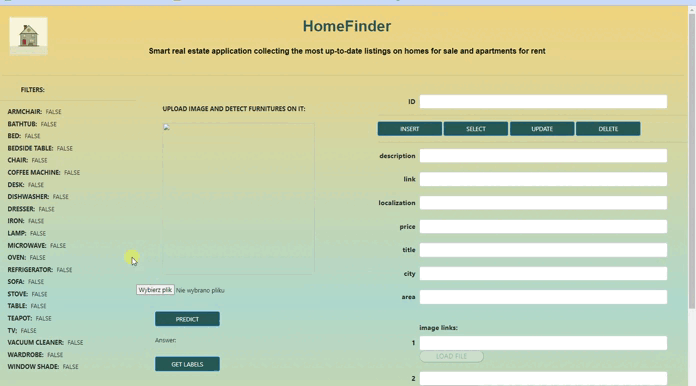 HomeFinder
Smart real estate application collecting the most up-to-date listings on homes for sale and apartments for rent
FILTERS:
ARMCHAIR: FALSE
BATHTUB: FALSE
BED: FALSE
BEDSIDE TABLE: FALSE
CHAIR: FALSE
COFFEE MACHINE: FALSE
DESK: FALSE
DISHWASHER: FALSE
DRESSER: FALSE
IRON: FALSE
LAMP: FALSE
MICROWAVE: FALSE
OVEN: FALSE
REFRIGERATOR: FALSE
SOFA: FALSE
STOVE: FALSE
TABLE: FALSE
TEAPOT: FALSE
TV: FALSE
VACUUM CLEANER: FALSE
WARDROBE: FALSE
WINDOW SHADE: FALSE
UPLOAD IMAGE AND DETECT FURNITURES ON IT:
Wybierz plik Nie wybrano pliku
PREDICT
Answer:
GET LABELS
ID
INSERT SELECT UPDATE DELETE
description
link
localization
price
title
city
area
image links:
1
LOAD FILE
2